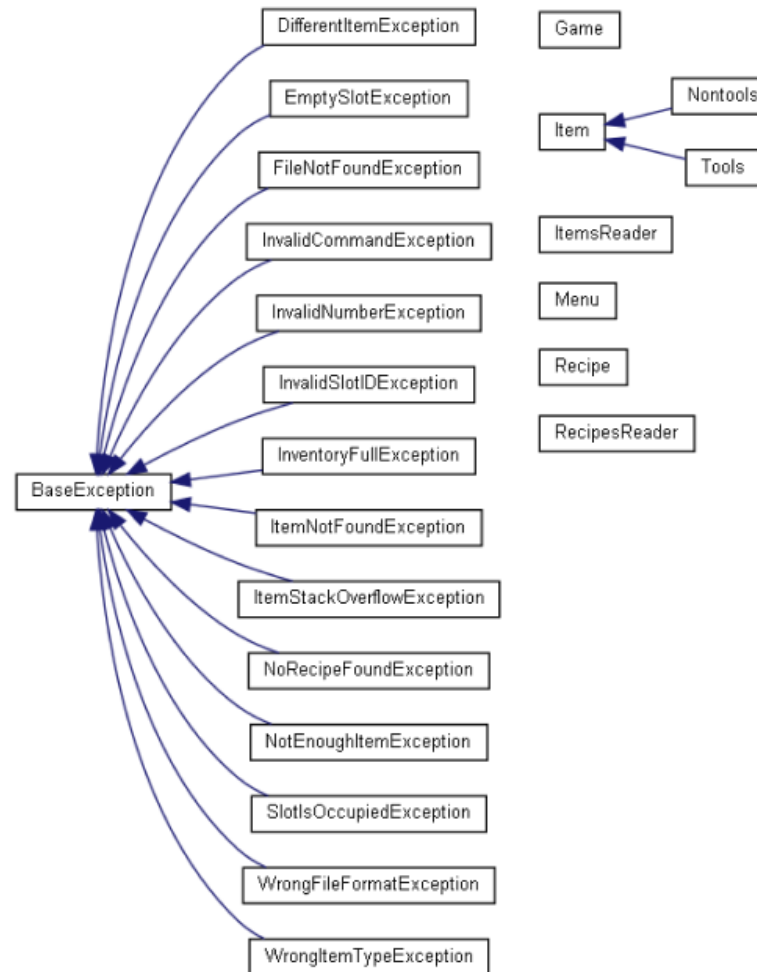 DifferentItemException
EmptySlotException
FileNotFoundException
InvalidCommandException
InvalidNumberException
InvalidSlotIDException
InventoryFullException
BaseException
ItemNotFoundException
ItemStackOverflowException
NoRecipeFoundException
NotEnoughItemException
SlotIsOccupiedException
WrongFileFormatException
WrongItemTypeException
Game
Nontools
Item
Tools
ItemsReader
Menu
Recipe
RecipesReader